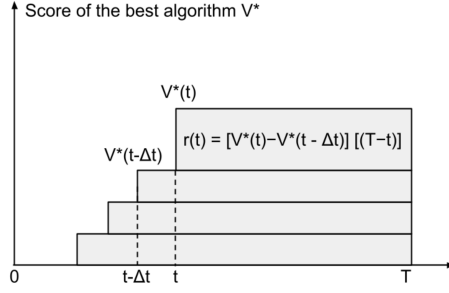 Score of the best algorithm V*
V*(t)
r(t) = [V*(t)−V*(t - Δt)] [(T−t)]
V*(t-Δt)
0 t-Δt t T